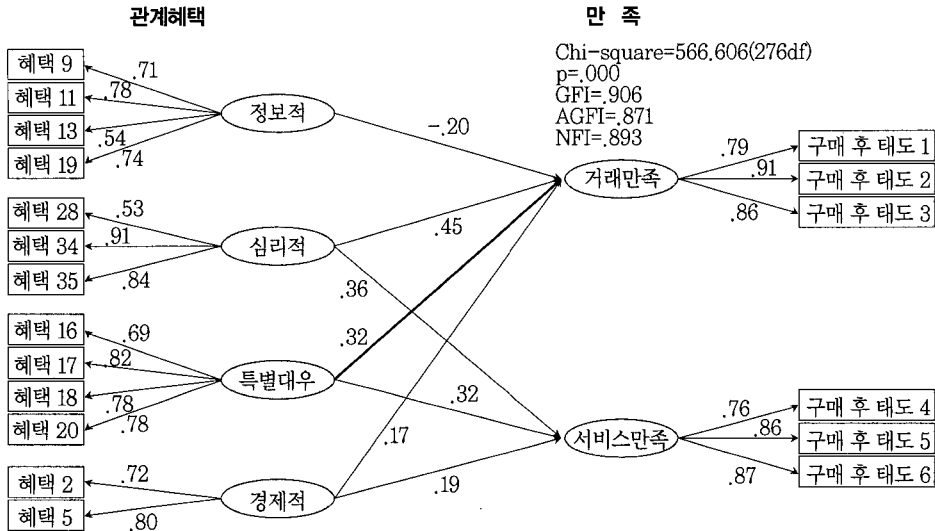 관계혜택
만 족
Chi-square=566.606(276df)
p=.000
GFI=.906
AGFI=.871
NFI=.893
혜택 9
혜택 11
혜택 13
혜택 19
.71
.78
.54
.74
정보적
-.20
혜택 28
혜택 34
혜택 35
.53
.91
.84
심리적
.45
.36
혜택 16
혜택 17
혜택 18
혜택 20
.69
.82
.78
.78
특별대우
.32
.32
혜택 2
혜택 5
.72
.80
경제적
.17
.19
거래만족
.79
.91
.86
구매 후 태도 1
구매 후 태도 2
구매 후 태도 3
서비스만족
.76
.86
.87
구매 후 태도 4
구매 후 태도 5
구매 후 태도 6